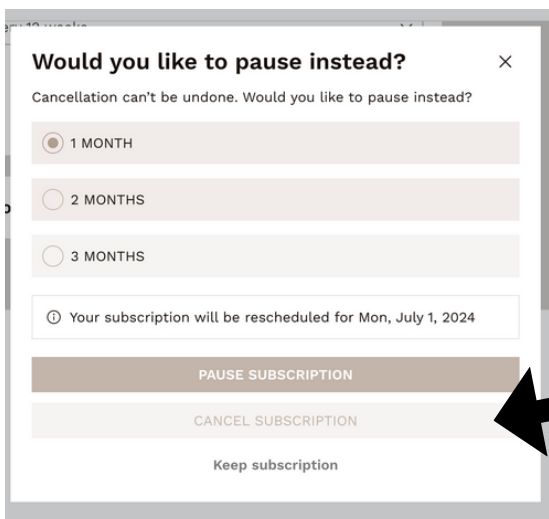 Would you like to pause instead?
Cancellation can't be undone. Would you like to pause instead?
1 MONTH
2 MONTHS
3 MONTHS
Your subscription will be rescheduled for Mon, July 1, 2024
PAUSE SUBSCRIPTION
CANCEL SUBSCRIPTION
Keep subscription